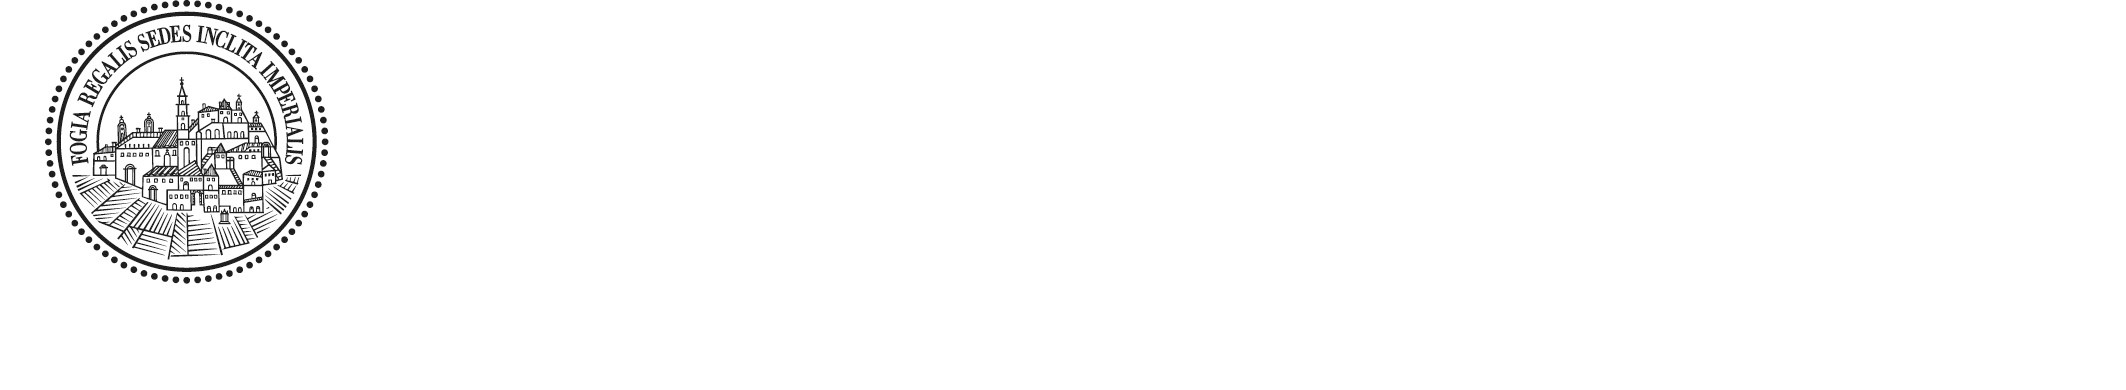 FOGIA REGALIS SEDES INCLITA IMPERIALIS